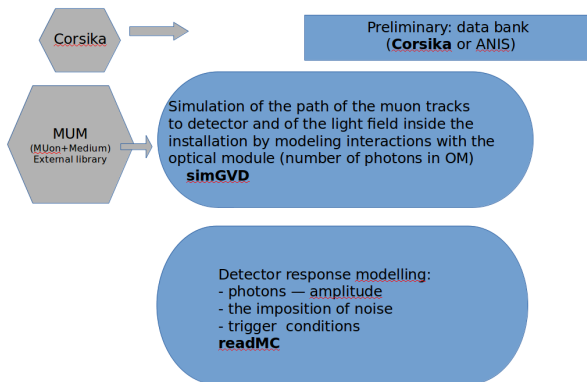 Corsika
Preliminary: data bank
(Corsika or ANIS)
MUM
(MUon+Medium)
External library
Simulation of the path of the muon tracks
to detector and of the light field inside the
installation by modeling interactions with the
optical module (number of photons in OM)
simGVD
Detector response modelling:
- photons — amplitude
- the imposition of noise
- trigger conditions
readMC